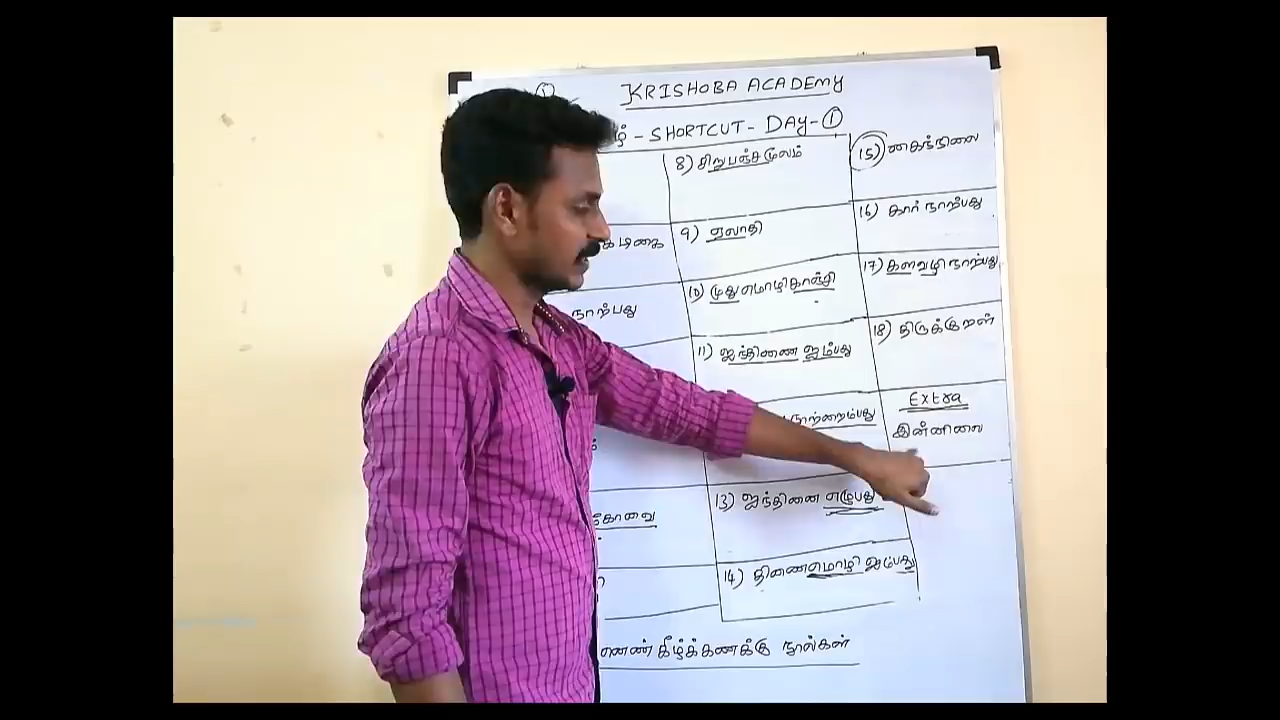 KRISHOBA ACADEMY
- SHORTCUT - DAY - ①
நாற்பது
8) சிறுபஞ்சமூலம்
9) ஏலாதி
10) முதுமொழிகாஞ்சி
11) ஐந்திணை ஐம்பது
13) ஐந்தினை எழுபது
14) திணைமொழி ஐம்பது
15) கைந்நிலை
16) கார் நாற்பது
17) களவழி நாற்பது
18) திருக்குறள்
Extra
இன்னிலை
கீழ்க்கணக்கு நூல்கள்